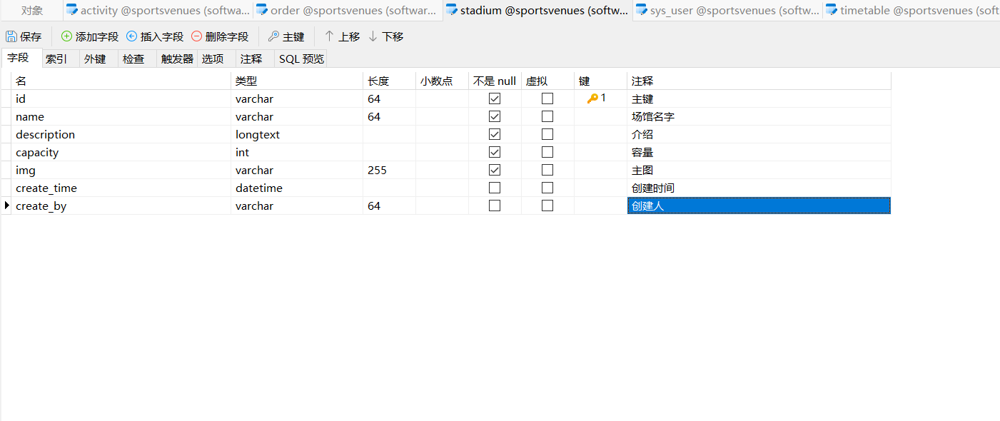 对象 activity @sportsvenues (softwa... order @sportsvenues (softwar... stadium @sportsvenues (softw... sys_user @sportsvenues (softw... timetable @sportsvenues (soft
保存 添加字段 插入字段 删除字段 主键 上移 下移
字段 索引 外键 检查 触发器 选项 注释 SQL 预览
名 类型 长度 小数点 不是 null 虚拟 键 注释
id varchar 64 1 主键
name varchar 64 场馆名字
description longtext 介绍
capacity int 容量
img varchar 255 主图
create_time datetime 创建时间
create_by varchar 64 创建人